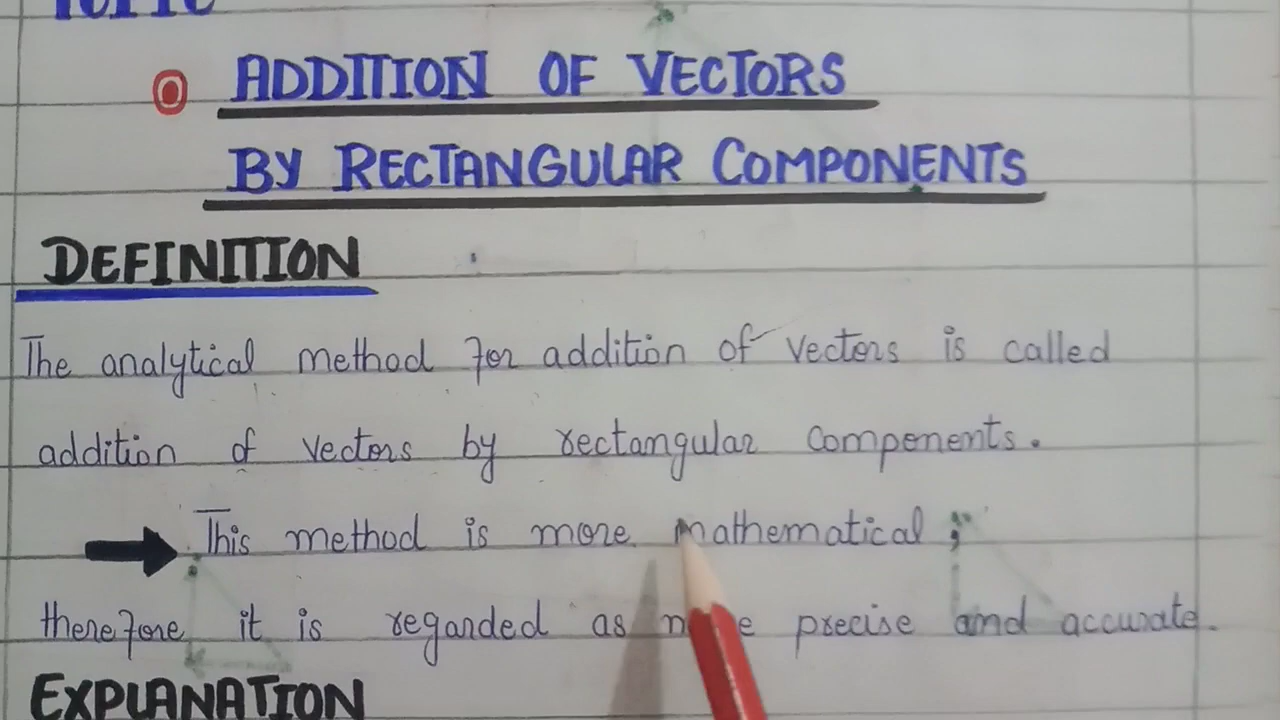 TOPIC
ADDITION OF VECTORS
BY RECTANGULAR COMPONENTS
DEFINITION
The analytical method for addition of vectors is called
addition of vectors by rectangular components.
This method is more mathematical ;
therefore it is regarded as more precise and accurate.
EXPLANATION